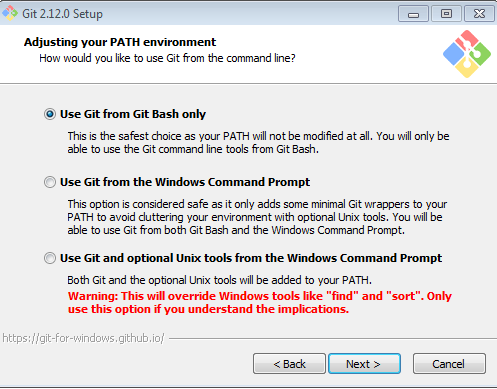 Git 2.12.0 Setup
Adjusting your PATH environment
How would you like to use Git from the command line?
Use Git from Git Bash only
This is the safest choice as your PATH will not be modified at all. You will only be
able to use the Git command line tools from Git Bash.
Use Git from the Windows Command Prompt
This option is considered safe as it only adds some minimal Git wrappers to your
PATH to avoid cluttering your environment with optional Unix tools. You will be
able to use Git from both Git Bash and the Windows Command Prompt.
Use Git and optional Unix tools from the Windows Command Prompt
Both Git and the optional Unix tools will be added to your PATH.
Warning: This will override Windows tools like "find" and "sort". Only
use this option if you understand the implications.
https://git-for-windows.github.io/
< Back Next > Cancel